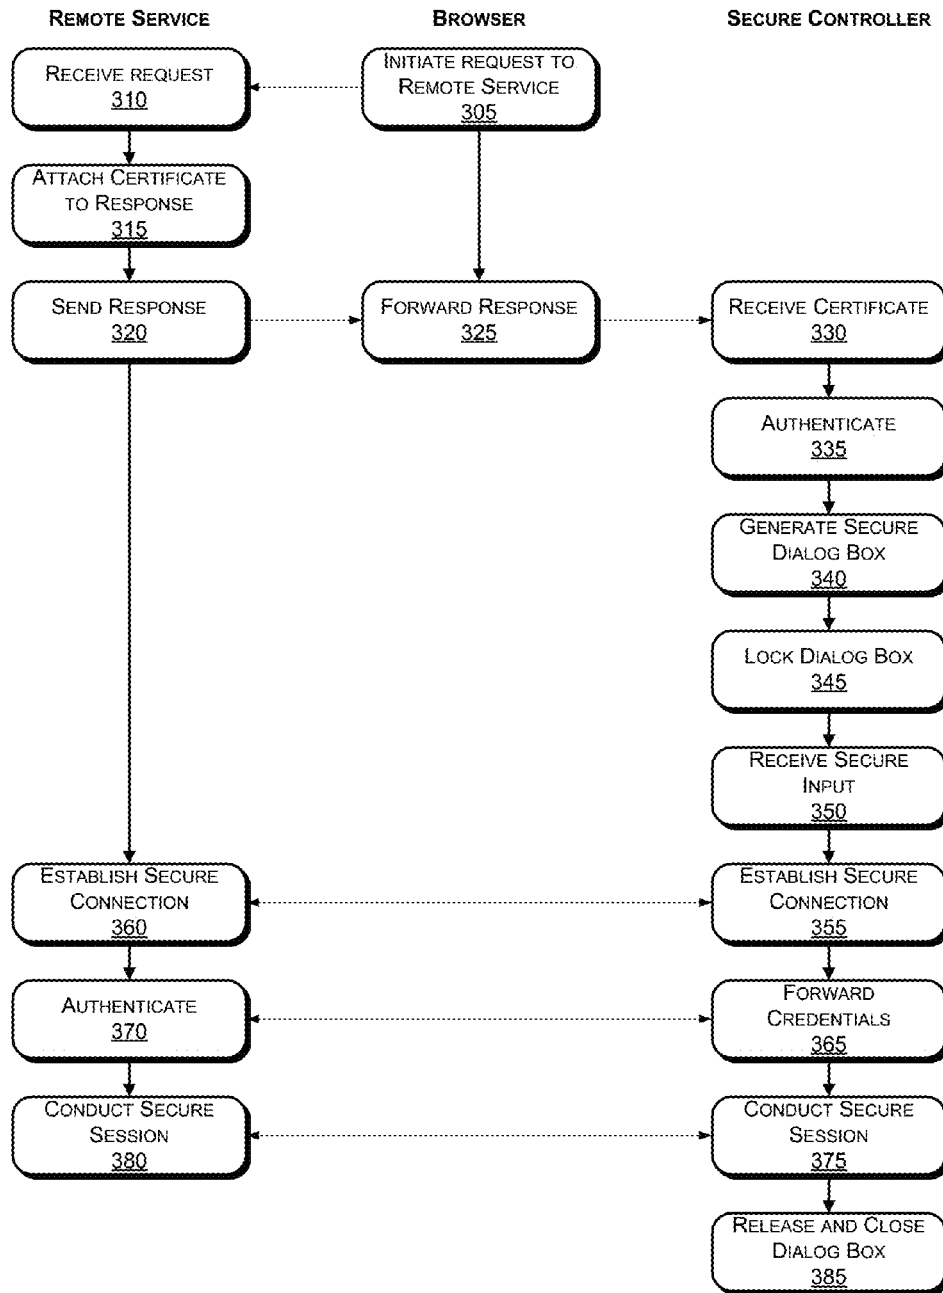 REMOTE SERVICE
BROWSER
SECURE CONTROLLER
RECEIVE REQUEST
310
INITIATE REQUEST TO
REMOTE SERVICE
305
ATTACH CERTIFICATE
TO RESPONSE
315
SEND RESPONSE
320
FORWARD RESPONSE
325
RECEIVE CERTIFICATE
330
AUTHENTICATE
335
GENERATE SECURE
DIALOG BOX
340
LOCK DIALOG BOX
345
RECEIVE SECURE
INPUT
350
ESTABLISH SECURE
CONNECTION
360
ESTABLISH SECURE
CONNECTION
355
AUTHENTICATE
370
FORWARD
CREDENTIALS
365
CONDUCT SECURE
SESSION
380
CONDUCT SECURE
SESSION
375
RELEASE AND CLOSE
DIALOG BOX
385